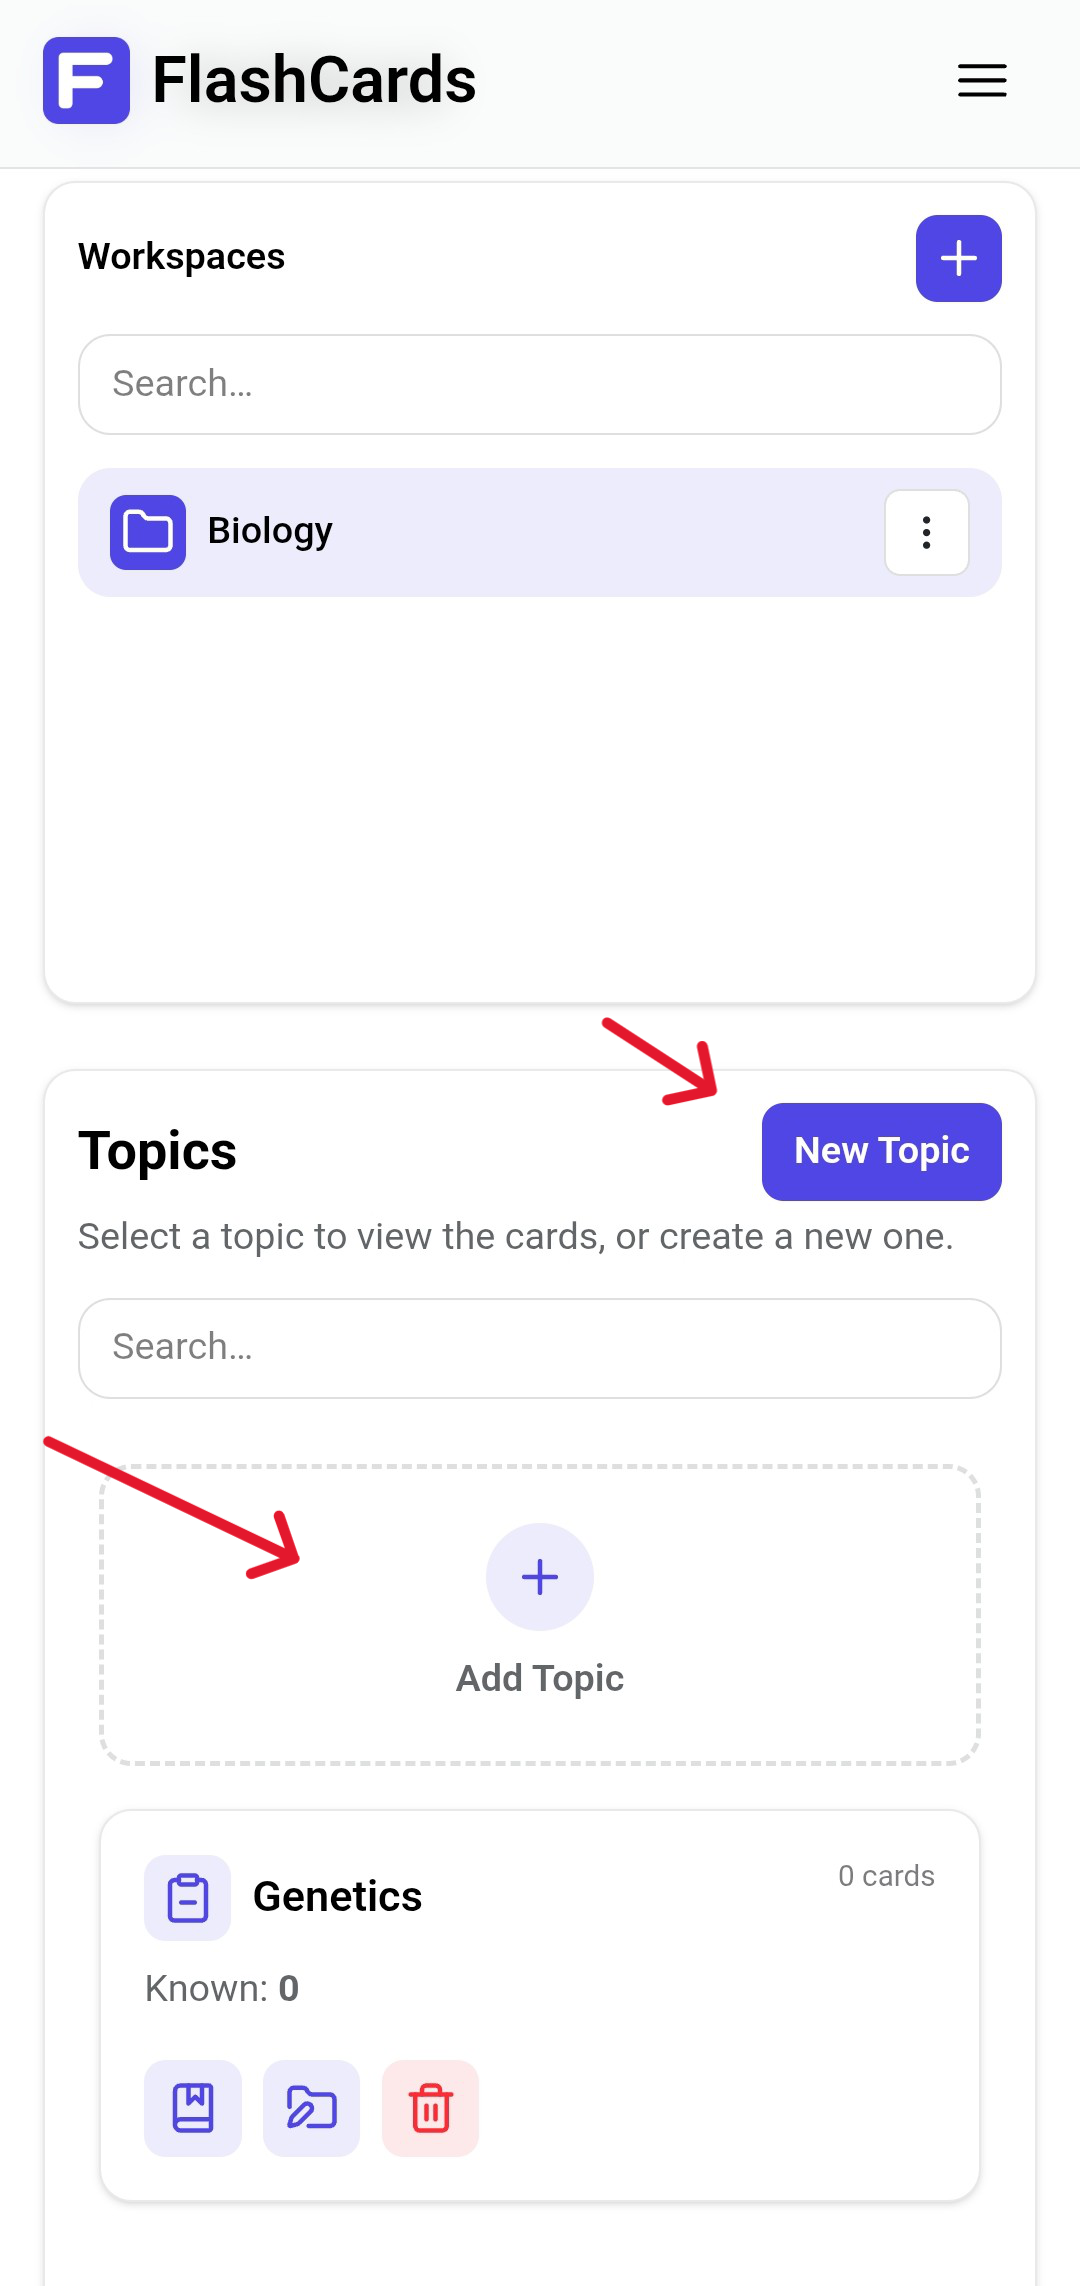 F FlashCards
Workspaces
Search...
Biology
Topics
New Topic
Select a topic to view the cards, or create a new one.
Search...
Add Topic
Genetics
0 cards
Known: 0